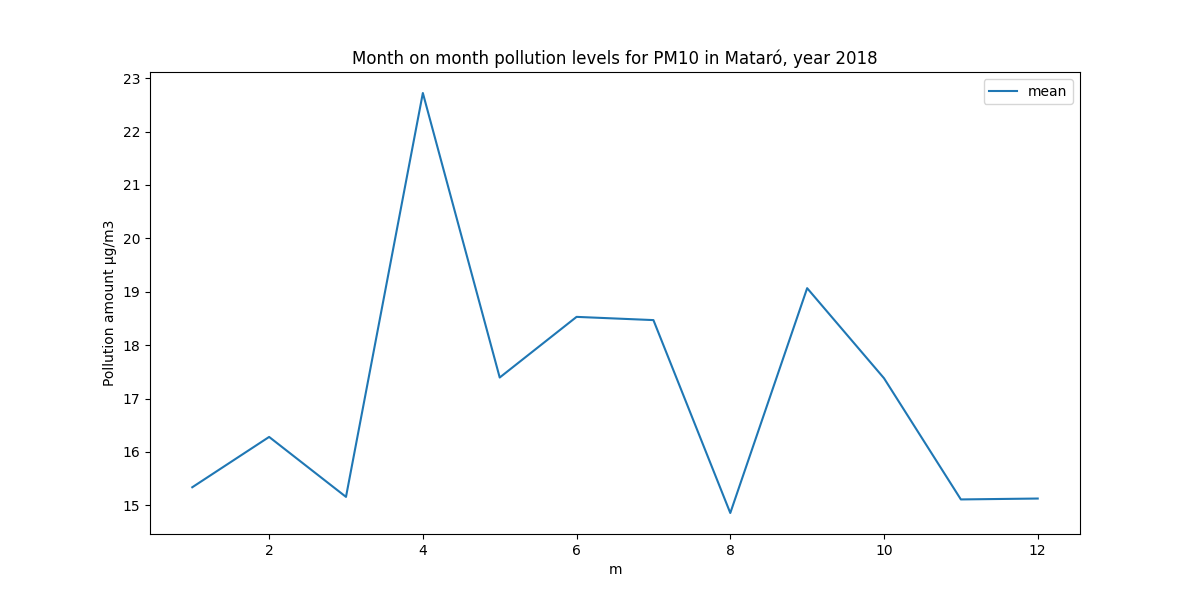 Month on month pollution levels for PM10 in Mataró, year 2018
mean
Pollution amount µg/m3
23
22
21
20
19
18
17
16
15
2 4 6 8 10 12
m